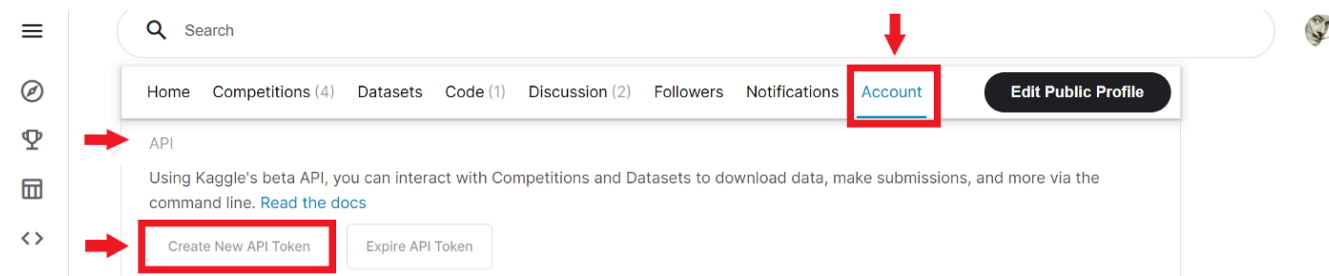 Search
Home Competitions (4) Datasets Code (1) Discussion (2) Followers Notifications Account Edit Public Profile
API
Using Kaggle's beta API, you can interact with Competitions and Datasets to download data, make submissions, and more via the
command line. Read the docs
Create New API Token Expire API Token